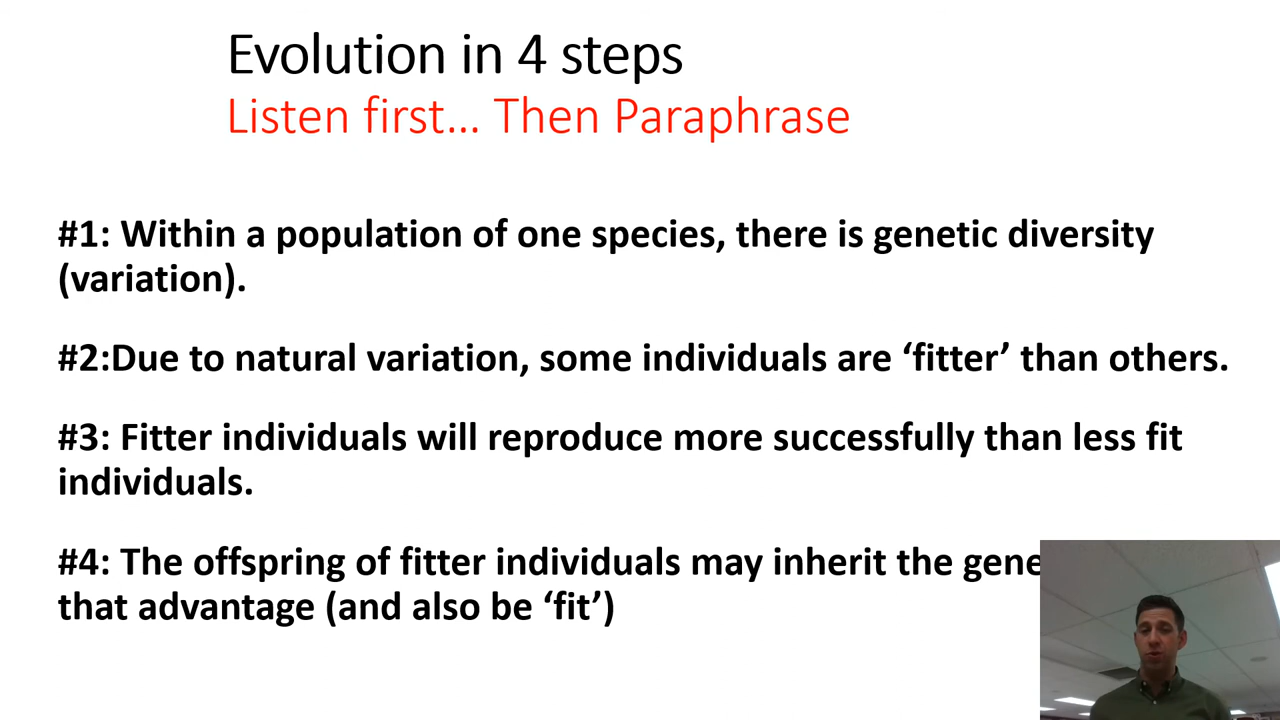 Evolution in 4 steps
Listen first... Then Paraphrase
#1: Within a population of one species, there is genetic diversity
(variation).
#2:Due to natural variation, some individuals are ‘fitter’ than others.
#3: Fitter individuals will reproduce more successfully than less fit
individuals.
#4: The offspring of fitter individuals may inherit the
that advantage (and also be ‘fit’)